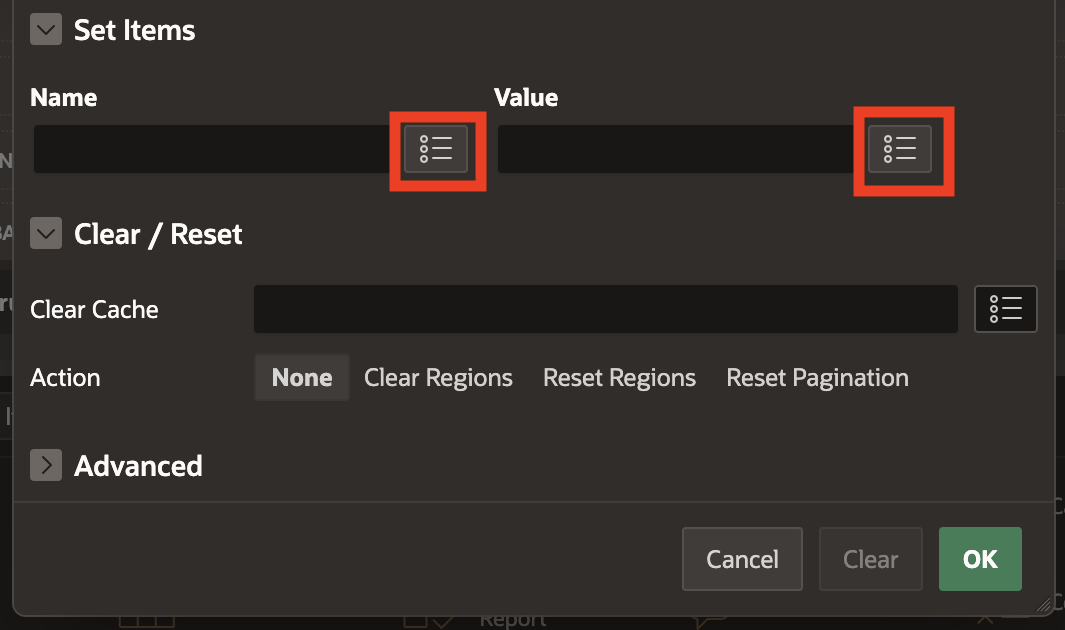 Set Items
Name Value
Clear / Reset
Clear Cache
Action None Clear Regions Reset Regions Reset Pagination
Advanced
Cancel Clear OK
Report